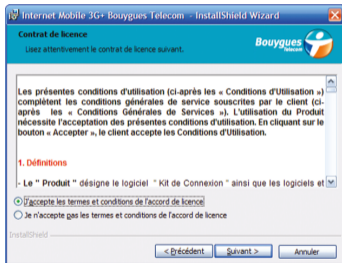 Internet Mobile 3G+ Bouygues Telecom - InstallShield Wizard
Contrat de licence
Lisez attentivement le contrat de licence suivant.
Bouygues
Telecom
Les présentes conditions d'utilisation (ci-après les « Conditions d'Utilisation »)
complètent les conditions générales de service souscrites par le client (ci-
après les « Conditions Générales de Services »). L'utilisation du Produit
nécessite l'acceptation des présentes conditions d'utilisation. En cliquant sur le
bouton « Accepter », le client accepte les Conditions d'Utilisation.
1. Définitions
- Le " Produit " désigne le logiciel " Kit de Connexion " ainsi que les logiciels et
J'accepte les termes et conditions de l'accord de licence
Je n'accepte pas les termes et conditions de l'accord de licence
InstallShield
< Précédent
Suivant >
Annuler